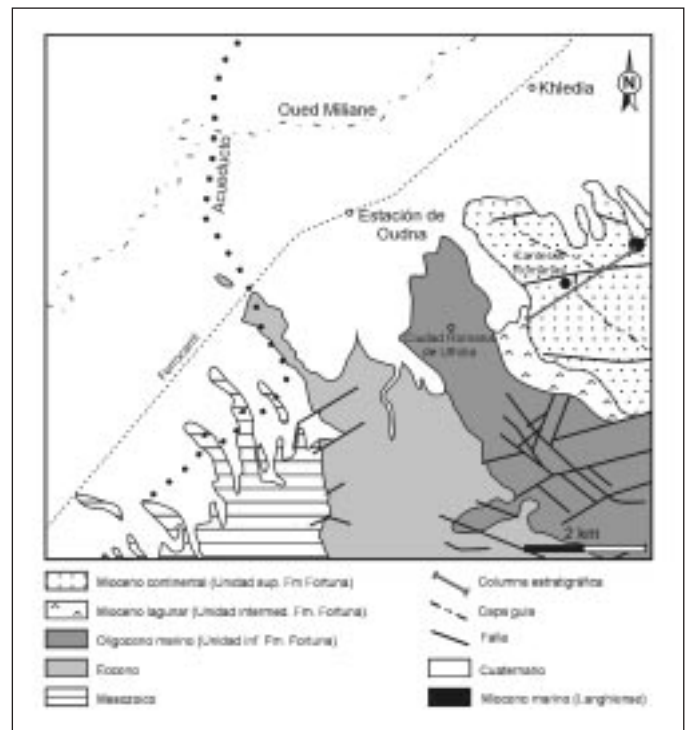 N
Khledia
Oued Miliane
Acueducto
Estación de
Oudna
Canteras
Romanas
Ciudad Romana
de Uthina
Ferrocarril
2 km
Mioceno continental (Unidad sup. Fm Fortuna)
Mioceno lagunar (Unidad intermed. Fm. Fortuna)
Oligoceno marino (Unidad inf. Fm. Fortuna)
Eoceno
Mesozoico
Columna estratigráfica
Capa guía
Falla
Cuaternario
Mioceno marino (Langhiense)